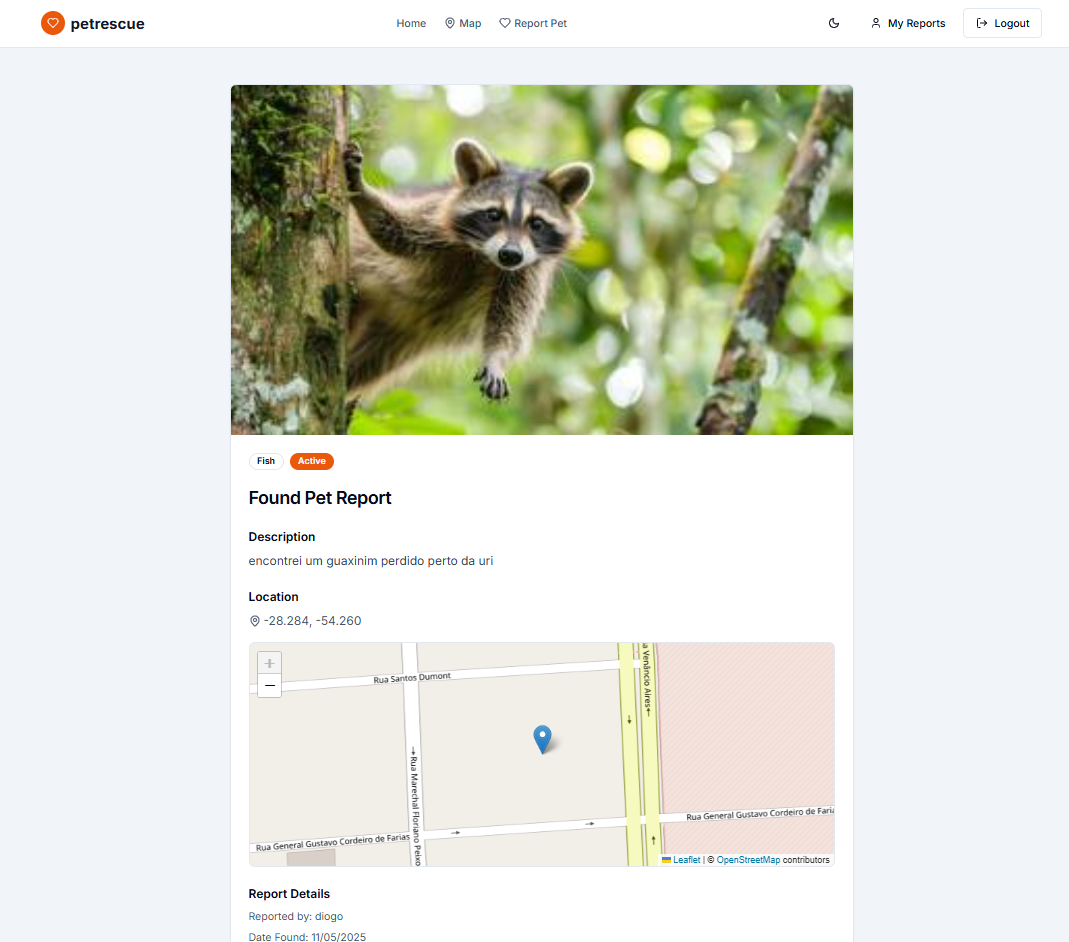 petrescue
Home
Map
Report Pet
My Reports
Logout
Fish
Active
Found Pet Report
Description
encontrei um guaxinim perdido perto da uri
Location
-28.284, -54.260
+
−
Rua Santos Dumont
a Venâncio Aires
Rua Marechal Floriano Peixo
Rua General Gustavo Cordeiro de Farias
Rua General Gustavo Cordeiro de Faria
Leaflet | © OpenStreetMap contributors
Report Details
Reported by: diogo
Date Found: 11/05/2025